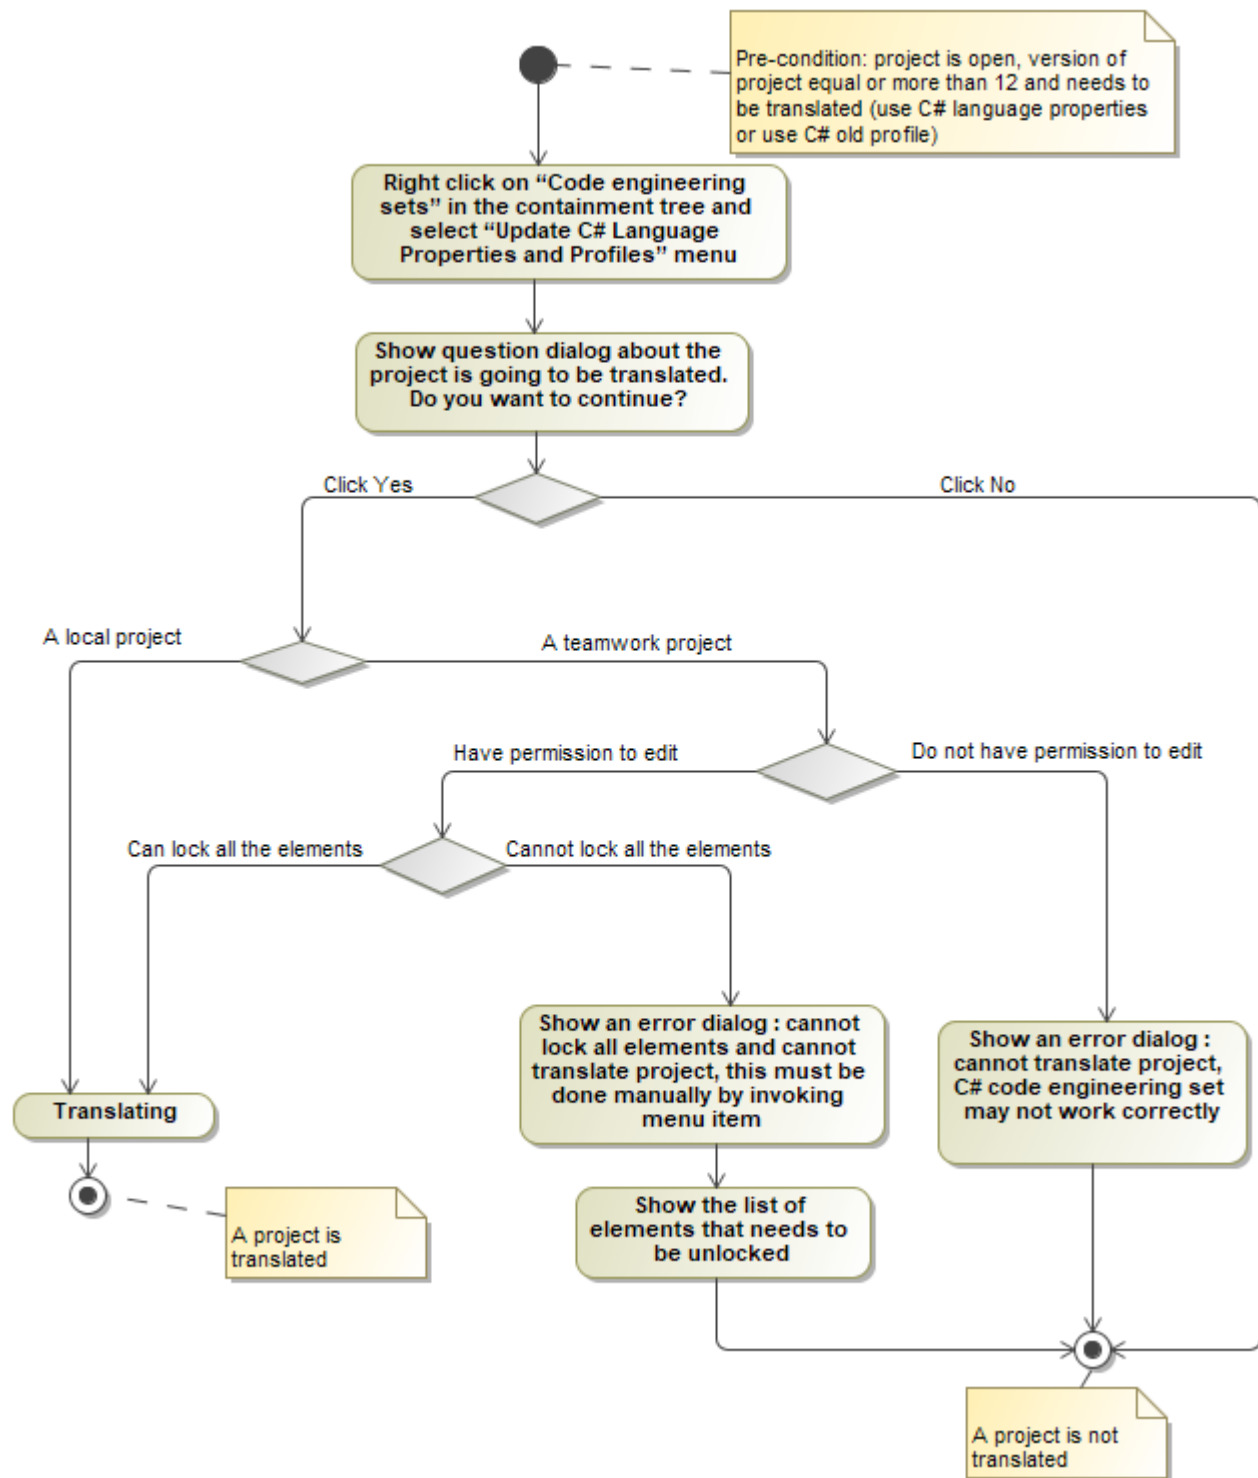 Pre-condition: project is open, version of
project equal or more than 12 and needs to
be translated (use C# language properties
or use C# old profile)
Right click on “Code engineering
sets” in the containment tree and
select “Update C# Language
Properties and Profiles” menu
Show question dialog about the
project is going to be translated.
Do you want to continue?
Click Yes
Click No
A local project
A teamwork project
Have permission to edit
Do not have permission to edit
Can lock all the elements
Cannot lock all the elements
Show an error dialog : cannot
lock all elements and cannot
translate project, this must be
done manually by invoking
menu item
Show an error dialog :
cannot translate project,
C# code engineering set
may not work correctly
Translating
Show the list of
elements that needs to
be unlocked
A project is
translated
A project is not
translated